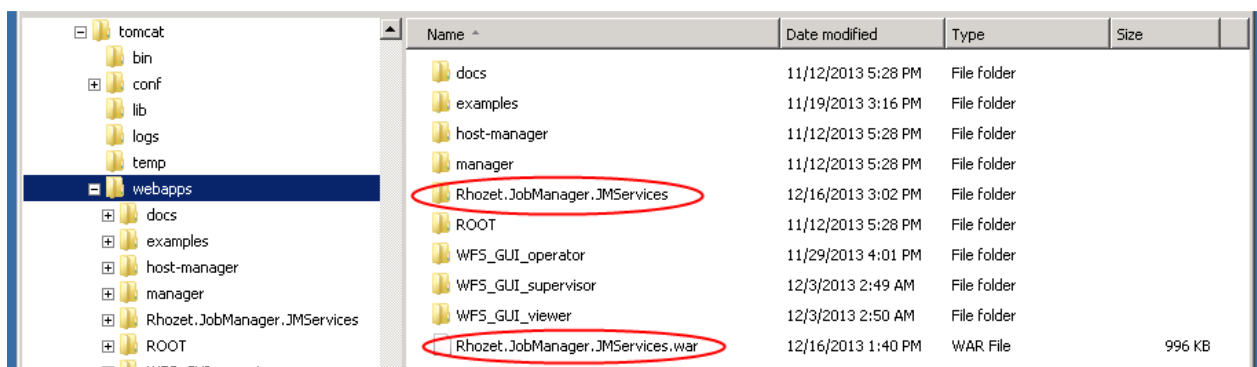 tomcat
bin
conf
lib
logs
temp
webapps
docs
examples
host-manager
manager
Rhozet.JobManager.JMServices
ROOT
Name Date modified Type Size
docs 11/12/2013 5:28 PM File folder
examples 11/19/2013 3:16 PM File folder
host-manager 11/12/2013 5:28 PM File folder
manager 11/12/2013 5:28 PM File folder
Rhozet.JobManager.JMServices 12/16/2013 3:02 PM File folder
ROOT 11/12/2013 5:28 PM File folder
WFS_GUI_operator 11/29/2013 4:01 PM File folder
WFS_GUI_supervisor 12/3/2013 2:49 AM File folder
WFS_GUI_viewer 12/3/2013 2:50 AM File folder
Rhozet.JobManager.JMServices.war 12/16/2013 1:40 PM WAR File 996 KB